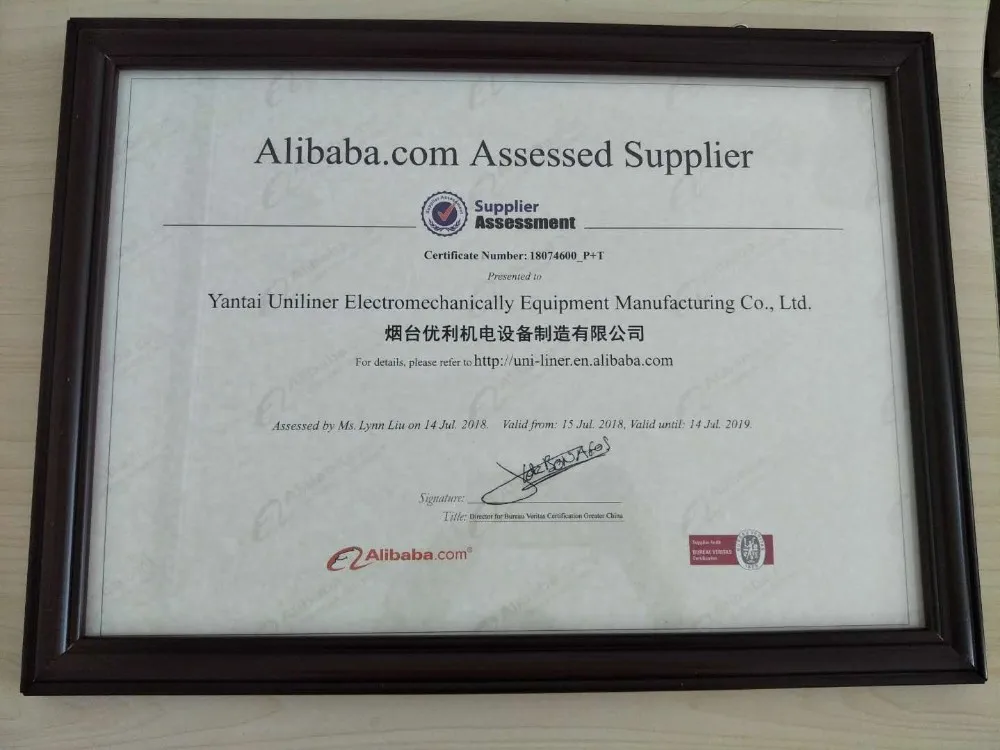 Alibaba.com Assessed Supplier
Supplier
Assessment
Certificate Number: 18074600_P+T
Presented to
Yantai Uniliner Electromechanically Equipment Manufacturing Co., Ltd.
烟台优利机电设备制造有限公司
For details, please refer to http://uni-liner.en.alibaba.com
Assessed by Ms. Lynn Liu on 14 Jul. 2018. Valid from: 15 Jul. 2018, Valid until: 14 Jul. 2019.
Signature:
Title: Director for Bureau Veritas Certification Greater China
Alibaba.com®
BUREAU VERITAS
Certification